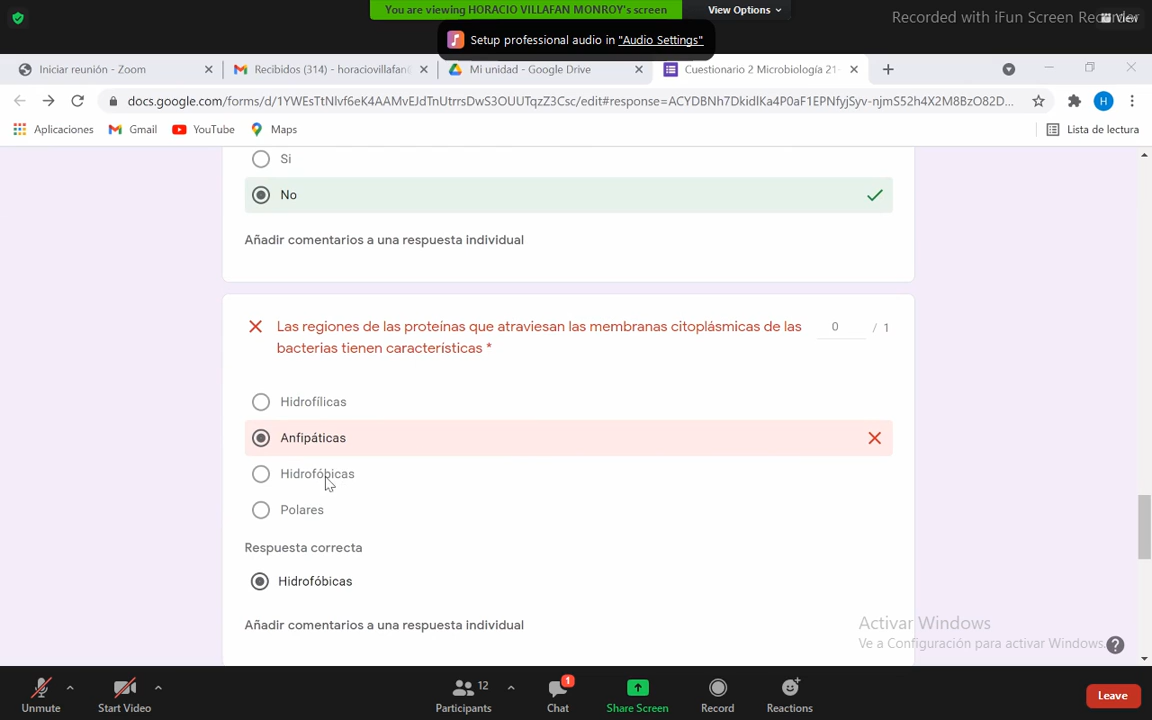 You are viewing HORACIO VILLAFAN MONROY's screen
View Options
Recorded with iFun Screen Recorder
View
Setup professional audio in "Audio Settings"
Iniciar reunión - Zoom
Recibidos (314) - horaciovillafan
Mi unidad - Google Drive
Cuestionario 2 Microbiología 21-
docs.google.com/forms/d/1YWEsTtNlvf6eK4AAMvEJdTnUtrrsDwS3OUUTqzZ3Csc/edit#response=ACYDBNh7DkidlKa4P0aF1EPNfyjSyv-njmS52h4X2M8BzO82D...
H
Aplicaciones
Gmail
YouTube
Maps
Lista de lectura
Si
No
Añadir comentarios a una respuesta individual
Las regiones de las proteínas que atraviesan las membranas citoplásmicas de las
bacterias tienen características *
0 / 1
Hidrofílicas
Anfipáticas
Hidrofóbicas
Polares
Respuesta correcta
Hidrofóbicas
Añadir comentarios a una respuesta individual
Activar Windows
Ve a Configuración para activar Windows.
Unmute
Start Video
12
Participants
1
Chat
Share Screen
Record
Reactions
Leave